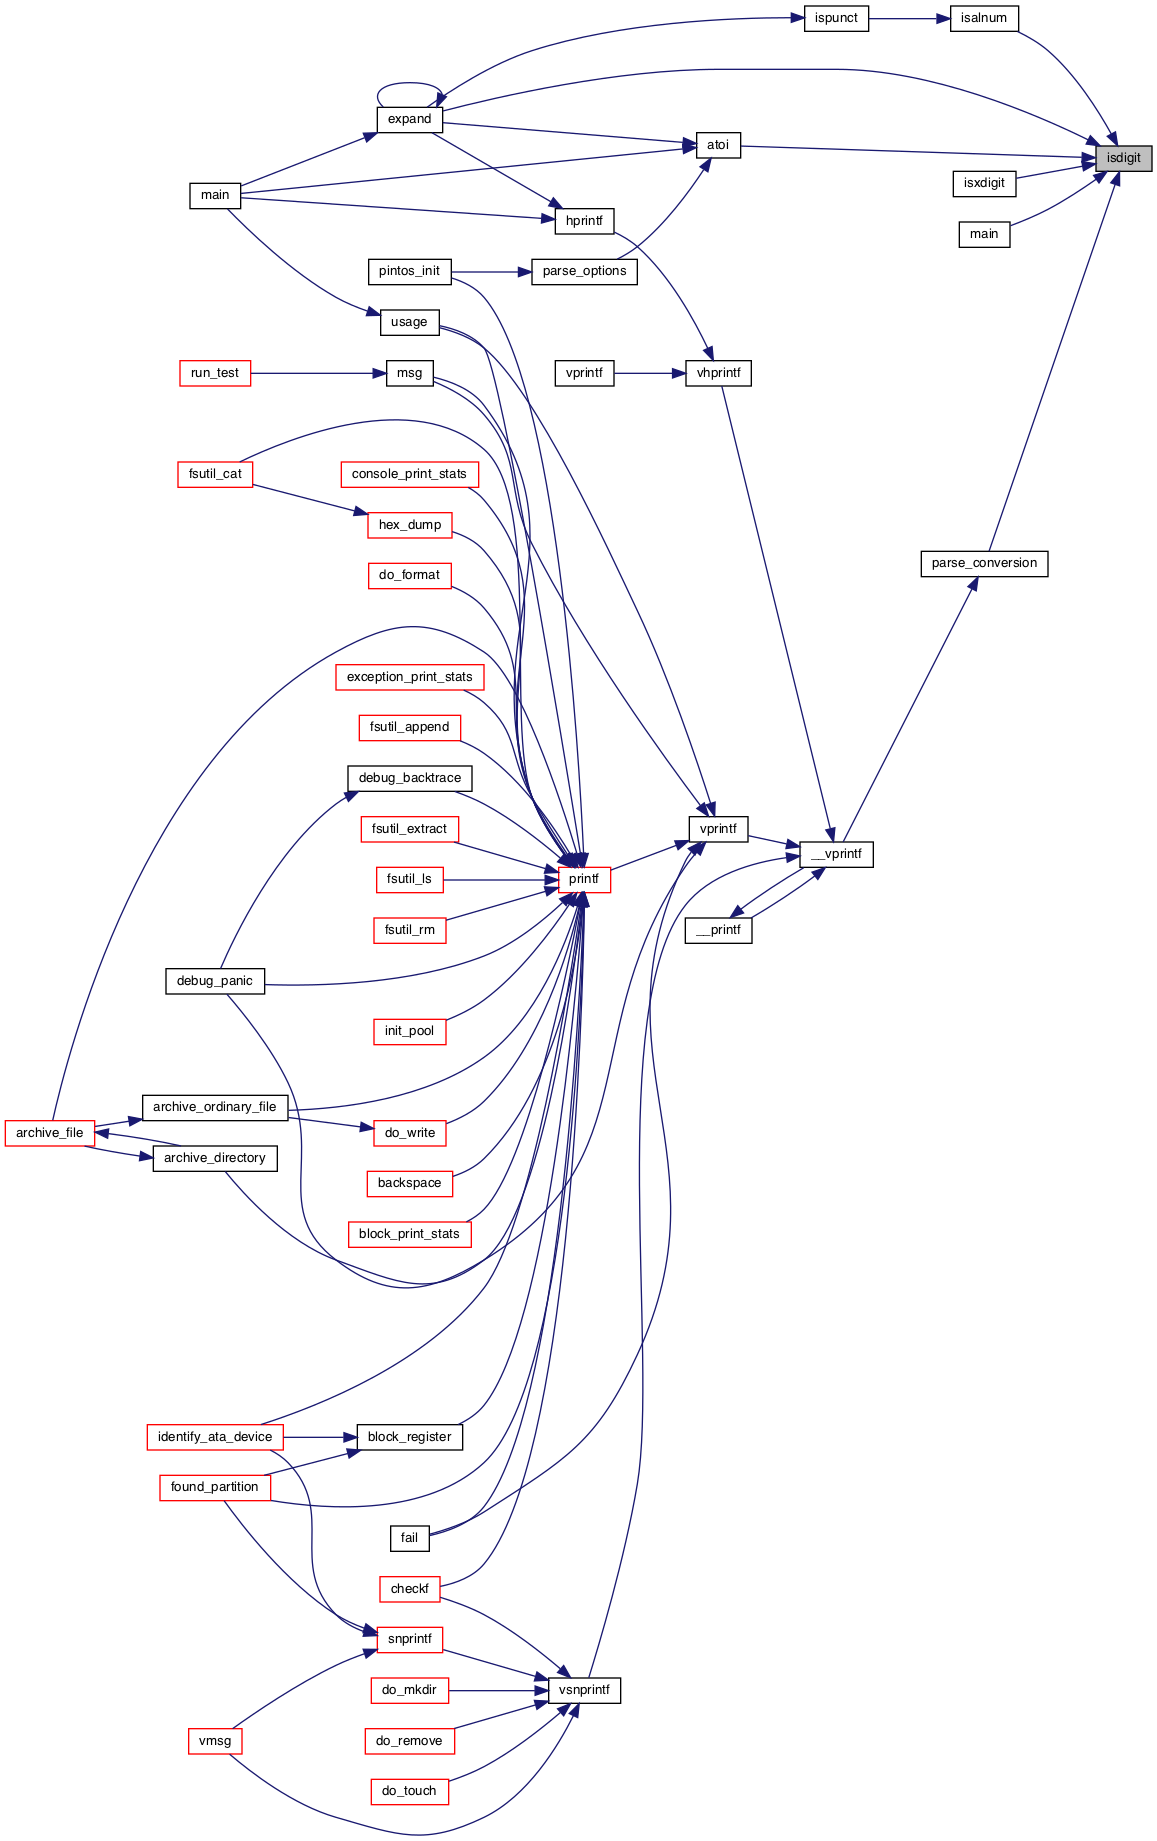 ispunct
isalnum
expand
atoi
isdigit
isxdigit
main
hprintf
main
pintos_init
parse_options
usage
run_test
msg
vprintf
vhprintf
fsutil_cat
console_print_stats
hex_dump
parse_conversion
do_format
exception_print_stats
fsutil_append
debug_backtrace
fsutil_extract
vprintf
__vprintf
fsutil_ls
printf
fsutil_rm
__printf
debug_panic
init_pool
archive_ordinary_file
archive_file
do_write
archive_directory
backspace
block_print_stats
identify_ata_device
block_register
found_partition
fail
checkf
snprintf
do_mkdir
vsnprintf
vmsg
do_remove
do_touch